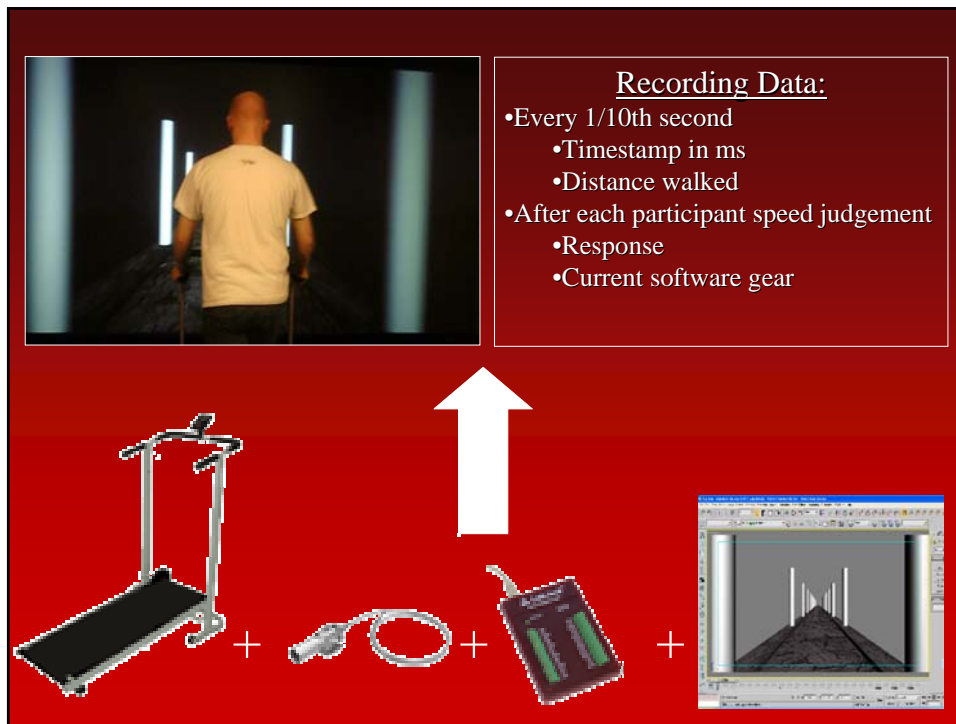 Recording Data:
•Every 1/10th second
•Timestamp in ms
•Distance walked
•After each participant speed judgement
•Response
•Current software gear
+
+
+